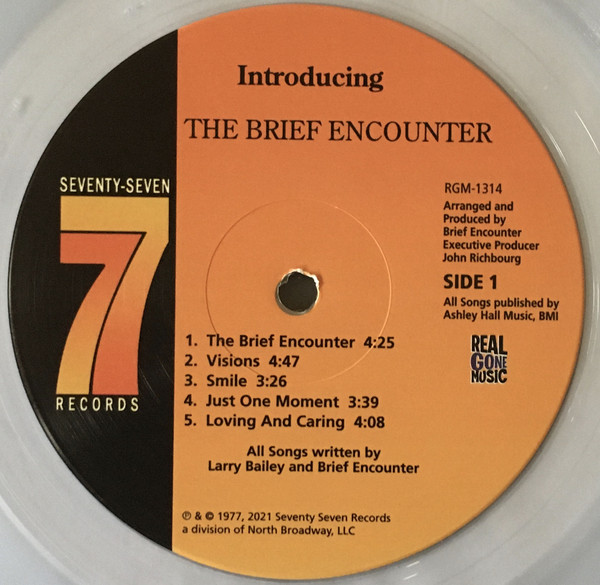 Introducing
THE BRIEF ENCOUNTER
SEVENTY-SEVEN
77
RECORDS
RGM-1314
Arranged and
Produced by
Brief Encounter
Executive Producer
John Richbourg
SIDE 1
All Songs published by
Ashley Hall Music, BMI
REAL
GONE
MUSIC
1. The Brief Encounter 4:25
2. Visions 4:47
3. Smile 3:26
4. Just One Moment 3:39
5. Loving And Caring 4:08
All Songs written by
Larry Bailey and Brief Encounter
℗ & © 1977, 2021 Seventy Seven Records
a division of North Broadway, LLC